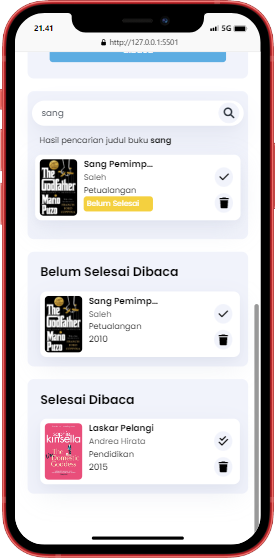 21.41
5G
http://127.0.0.1:5501
sang
Hasil pencarian judul buku sang
The
Godfather
Mario
Puzo
Sang Pemimp...
Saleh
Petualangan
Belum Selesai
Belum Selesai Dibaca
The
Godfather
Mario
Puzo
Sang Pemimp...
Saleh
Petualangan
2010
Selesai Dibaca
kinsella
The
UnDomestic
Goddess
Laskar Pelangi
Andrea Hirata
Pendidikan
2015